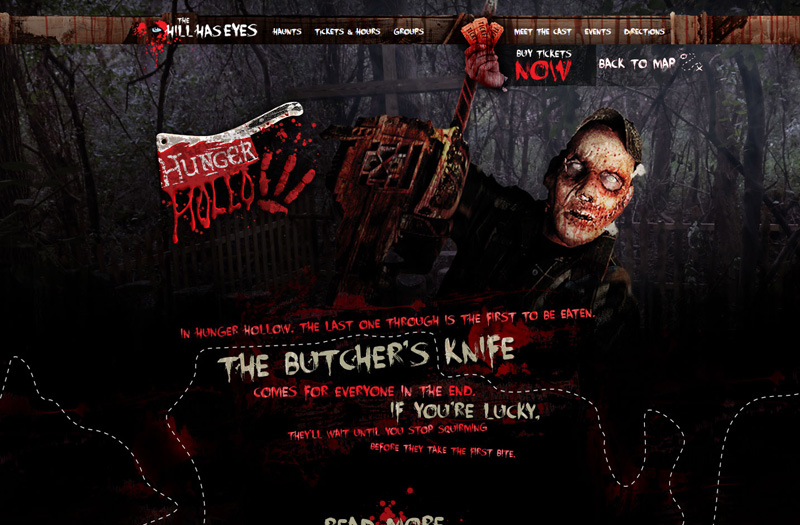 THE
HILL HAS EYES
HAUNTS
TICKETS & HOURS
GROUPS
MEET THE CAST
EVENTS
DIRECTIONS
BUY TICKETS
NOW
BACK TO MAP
HUNGER
HOLLO
IN HUNGER HOLLOW, THE LAST ONE THROUGH IS THE FIRST TO BE EATEN.
THE BUTCHER'S KNIFE
COMES FOR EVERYONE IN THE END.
IF YOU'RE LUCKY,
THEY'LL WAIT UNTIL YOU STOP SQUIRMING
BEFORE THEY TAKE THE FIRST BITE.
READ MORE